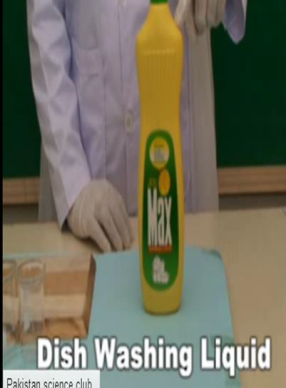 Max
Dish Washing Liquid
Pakistan science club